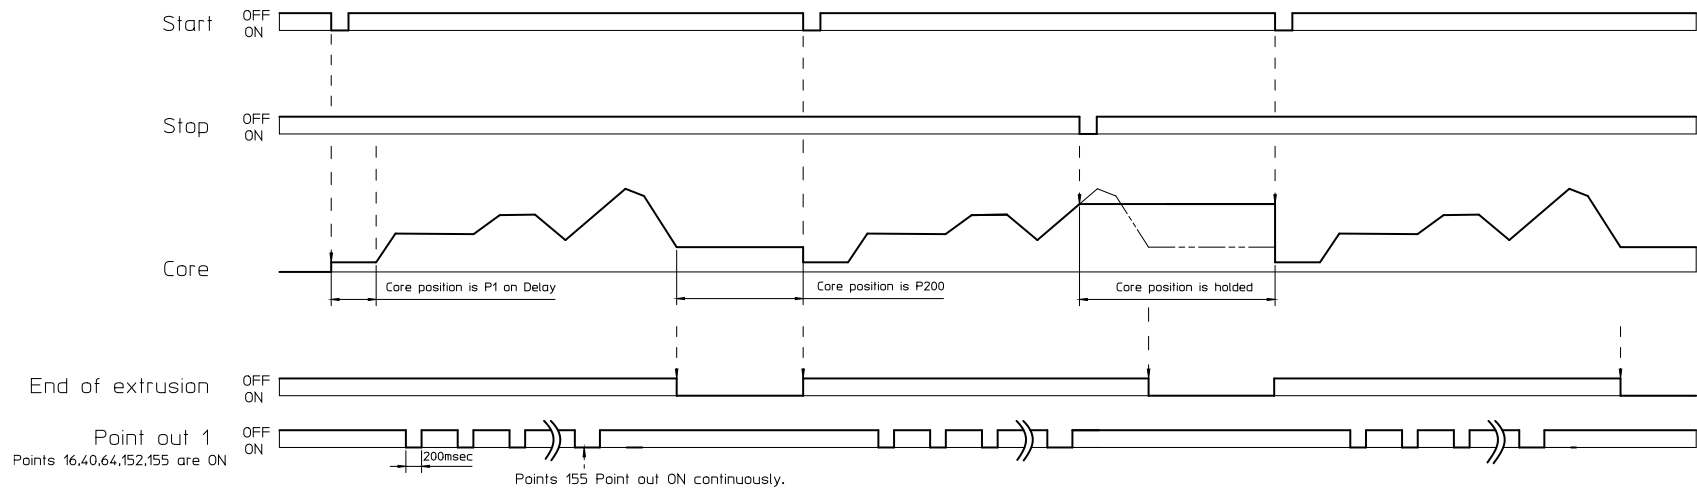 Start OFF
ON
Stop OFF
ON
Core
Core position is P1 on Delay
Core position is P200
Core position is holded
End of extrusion OFF
ON
Point out 1 OFF
ON
Points 16,40,64,152,155 are ON
200msec
Points 155 Point out ON continuously.